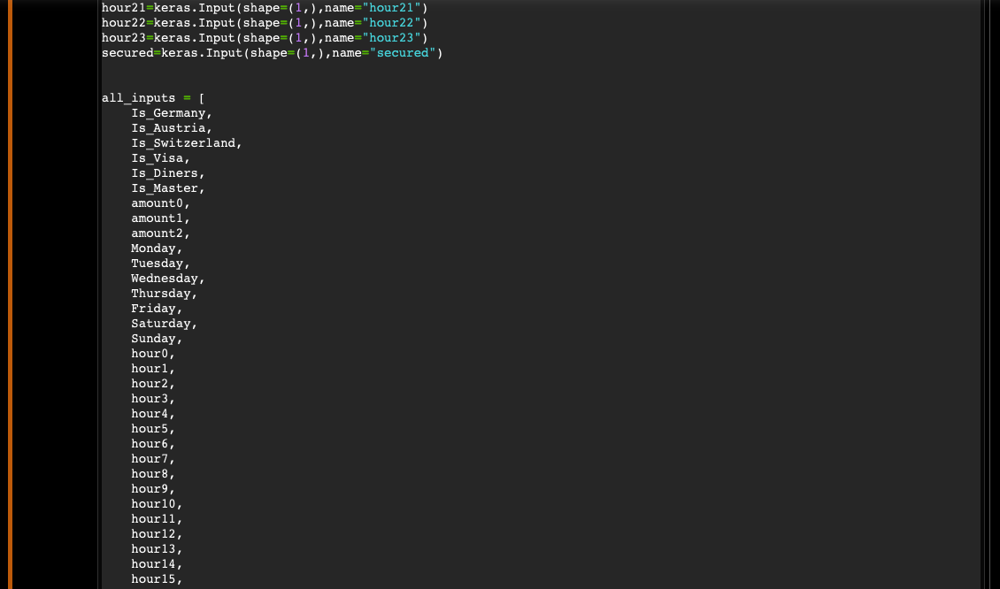 hour21=keras.Input(shape=(1,),name="hour21")
hour22=keras.Input(shape=(1,),name="hour22")
hour23=keras.Input(shape=(1,),name="hour23")
secured=keras.Input(shape=(1,),name="secured")
all_inputs = [
Is_Germany,
Is_Austria,
Is_Switzerland,
Is_Visa,
Is_Diners,
Is_Master,
amount0,
amount1,
amount2,
Monday,
Tuesday,
Wednesday,
Thursday,
Friday,
Saturday,
Sunday,
hour0,
hour1,
hour2,
hour3,
hour4,
hour5,
hour6,
hour7,
hour8,
hour9,
hour10,
hour11,
hour12,
hour13,
hour14,
hour15,